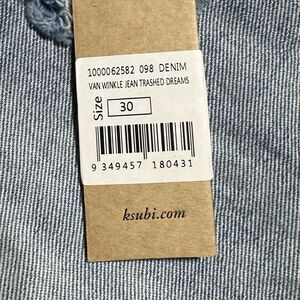 1000062582 098 DENIM
VAN WINKLE JEAN TRASHED DREAMS
Size 30
9 349457 180431
ksubi.com